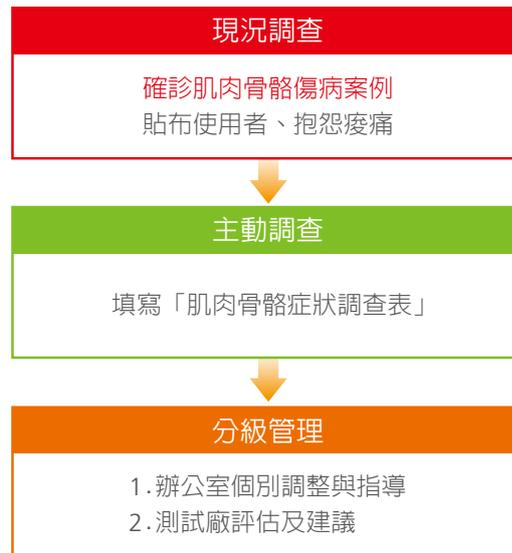 現況調查
確診肌肉骨骼傷病案例
貼布使用者、抱怨痠痛
主動調查
填寫「肌肉骨骼症狀調查表」
分級管理
1.辦公室個別調整與指導
2.測試廠評估及建議